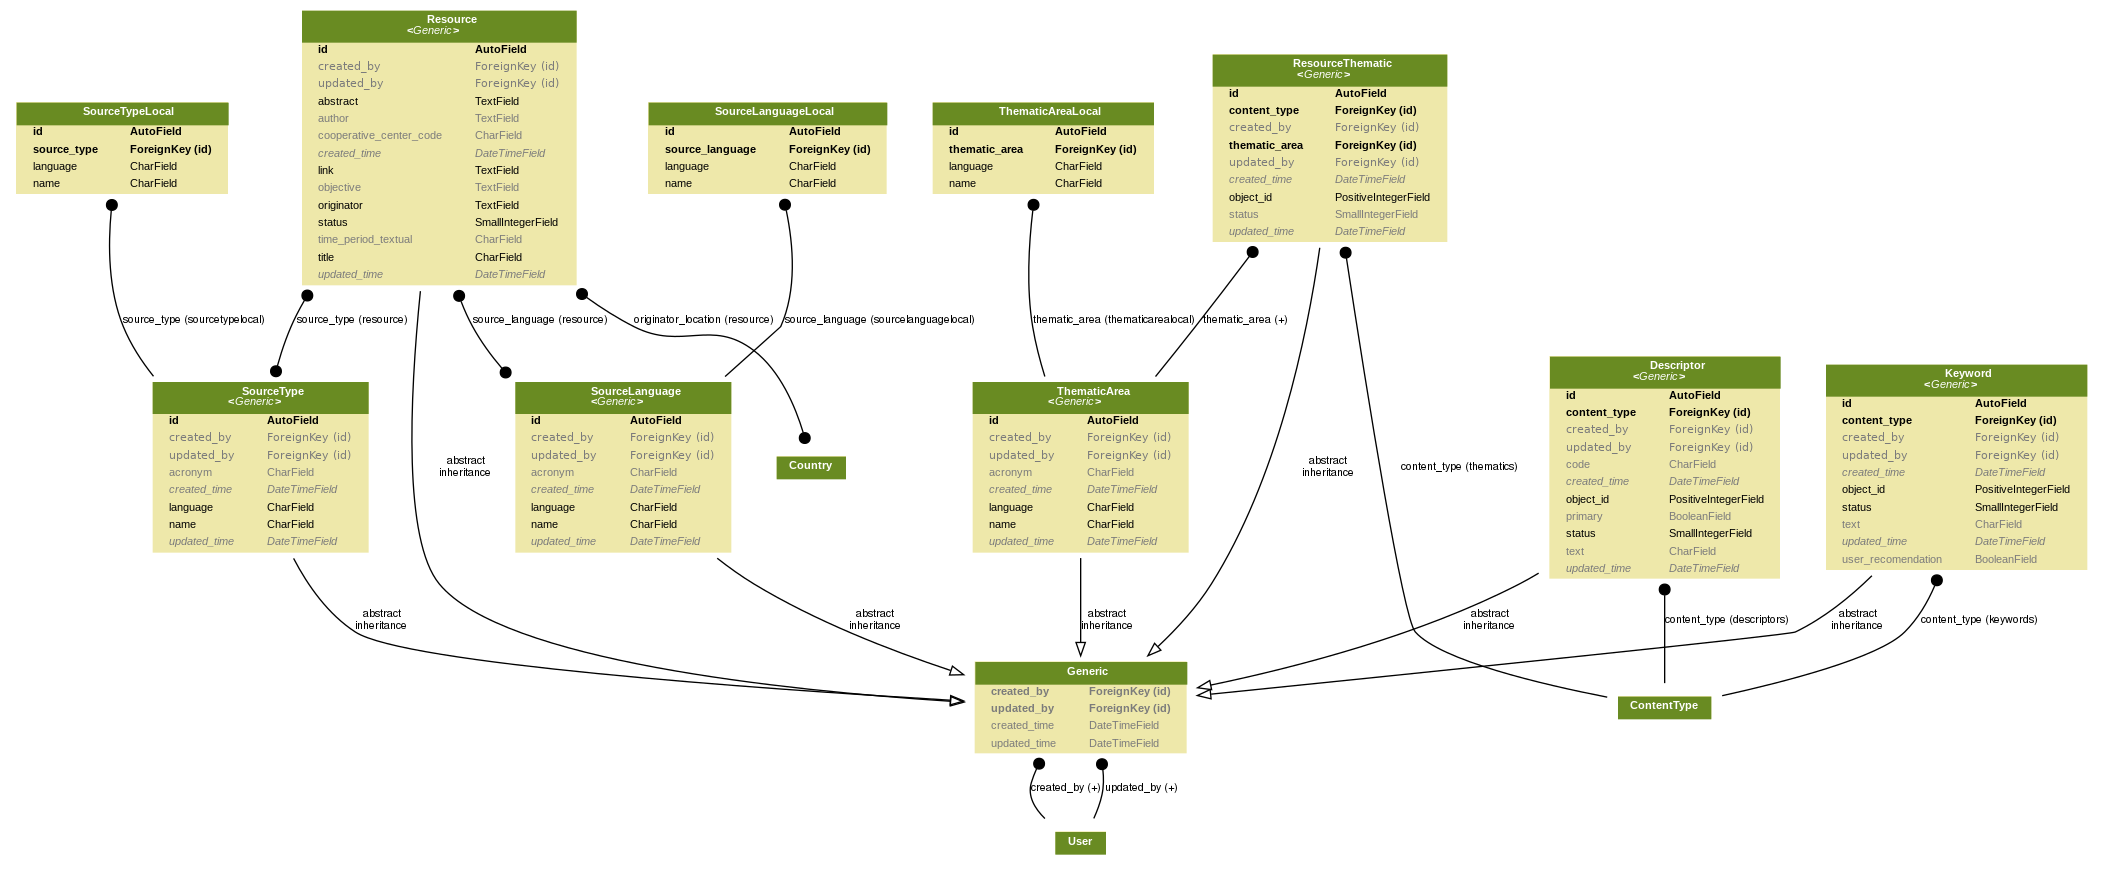 Resource
<Generic>
id AutoField
created_by ForeignKey (id)
updated_by ForeignKey (id)
abstract TextField
author TextField
cooperative_center_code CharField
created_time DateTimeField
link TextField
objective TextField
originator TextField
status SmallIntegerField
time_period_textual CharField
title CharField
updated_time DateTimeField
ResourceThematic
<Generic>
id AutoField
content_type ForeignKey (id)
created_by ForeignKey (id)
thematic_area ForeignKey (id)
updated_by ForeignKey (id)
created_time DateTimeField
object_id PositiveIntegerField
status SmallIntegerField
updated_time DateTimeField
SourceTypeLocal
id AutoField
source_type ForeignKey (id)
language CharField
name CharField
SourceLanguageLocal
id AutoField
source_language ForeignKey (id)
language CharField
name CharField
ThematicAreaLocal
id AutoField
thematic_area ForeignKey (id)
language CharField
name CharField
source_type (sourcetypelocal)
source_type (resource)
source_language (resource)
originator_location (resource)
source_language (sourcelanguagelocal)
thematic_area (thematicarealocal)
thematic_area (+)
SourceType
<Generic>
id AutoField
created_by ForeignKey (id)
updated_by ForeignKey (id)
acronym CharField
created_time DateTimeField
language CharField
name CharField
updated_time DateTimeField
abstract
inheritance
SourceLanguage
<Generic>
id AutoField
created_by ForeignKey (id)
updated_by ForeignKey (id)
acronym CharField
created_time DateTimeField
language CharField
name CharField
updated_time DateTimeField
Country
ThematicArea
<Generic>
id AutoField
created_by ForeignKey (id)
updated_by ForeignKey (id)
acronym CharField
created_time DateTimeField
language CharField
name CharField
updated_time DateTimeField
abstract
inheritance
content_type (thematics)
Descriptor
<Generic>
id AutoField
content_type ForeignKey (id)
created_by ForeignKey (id)
updated_by ForeignKey (id)
code CharField
created_time DateTimeField
object_id PositiveIntegerField
primary BooleanField
status SmallIntegerField
text CharField
updated_time DateTimeField
Keyword
<Generic>
id AutoField
content_type ForeignKey (id)
created_by ForeignKey (id)
updated_by ForeignKey (id)
created_time DateTimeField
object_id PositiveIntegerField
status SmallIntegerField
text CharField
updated_time DateTimeField
user_recomendation BooleanField
abstract
inheritance
abstract
inheritance
abstract
inheritance
abstract
inheritance
content_type (descriptors)
abstract
inheritance
content_type (keywords)
Generic
created_by ForeignKey (id)
updated_by ForeignKey (id)
created_time DateTimeField
updated_time DateTimeField
ContentType
created_by (+)
updated_by (+)
User